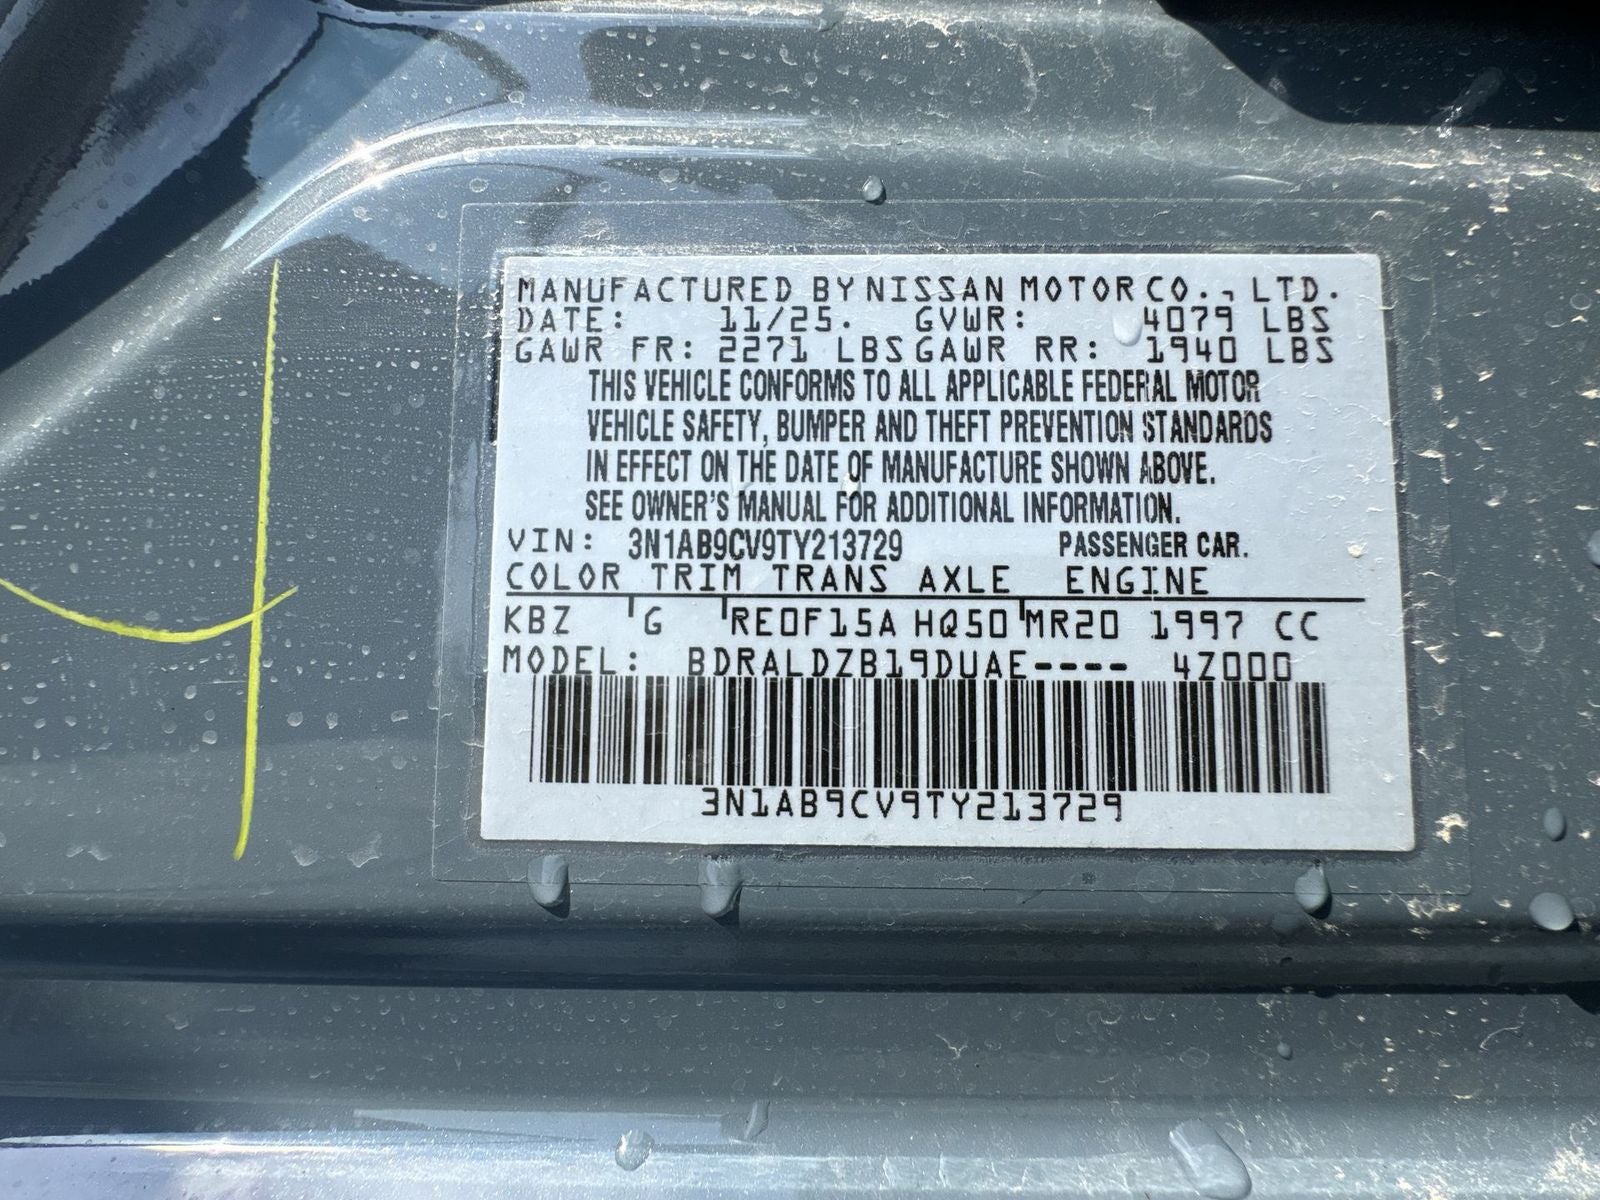 MANUFACTURED BY NISSAN MOTOR CO., LTD.
DATE: 11/25. GVWR: 4079 LBS
GAWR FR: 2271 LBS GAWR RR: 1940 LBS
THIS VEHICLE CONFORMS TO ALL APPLICABLE FEDERAL MOTOR
VEHICLE SAFETY, BUMPER AND THEFT PREVENTION STANDARDS
IN EFFECT ON THE DATE OF MANUFACTURE SHOWN ABOVE.
SEE OWNER'S MANUAL FOR ADDITIONAL INFORMATION.
VIN: 3N1AB9CV9TY213729 PASSENGER CAR.
COLOR TRIM TRANS AXLE ENGINE
KBZ G RE0F15A HQ50 MR20 1997 CC
MODEL: BDRALDZB19DUAE---- 4Z000
3N1AB9CV9TY213729